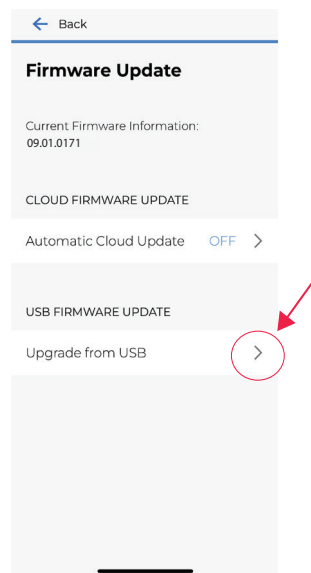 Back
Firmware Update
Current Firmware Information:
09.01.0171
CLOUD FIRMWARE UPDATE
Automatic Cloud Update OFF
USB FIRMWARE UPDATE
Upgrade from USB